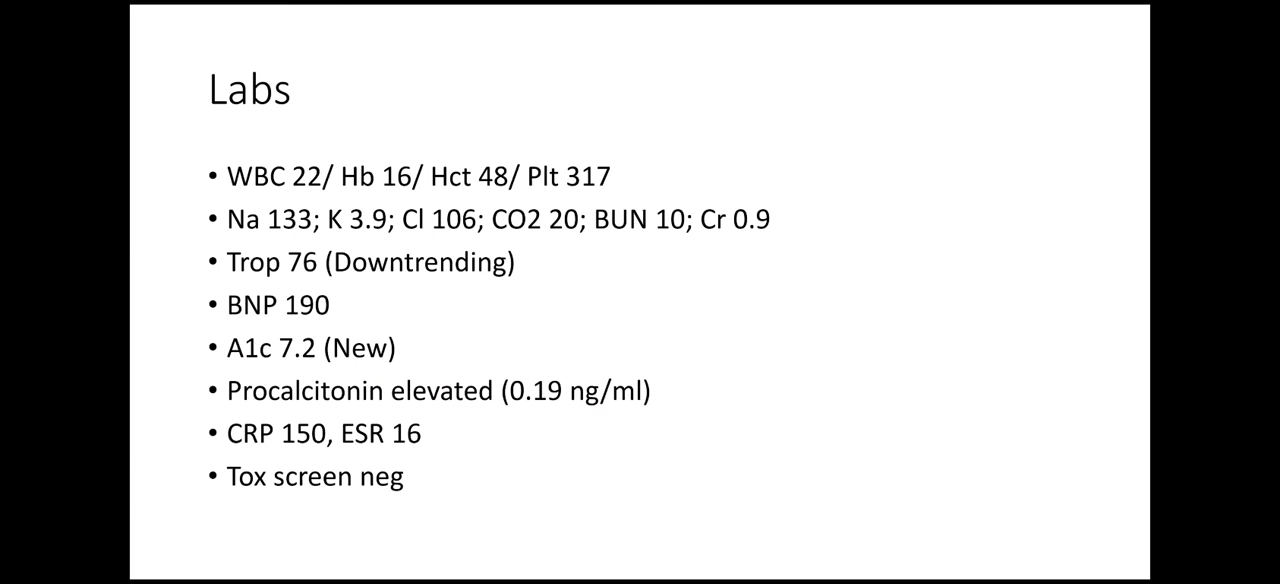 Labs
• WBC 22/ Hb 16/ Hct 48/ Plt 317
• Na 133; K 3.9; Cl 106; CO2 20; BUN 10; Cr 0.9
• Trop 76 (Downtrending)
• BNP 190
• A1c 7.2 (New)
• Procalcitonin elevated (0.19 ng/ml)
• CRP 150, ESR 16
• Tox screen neg